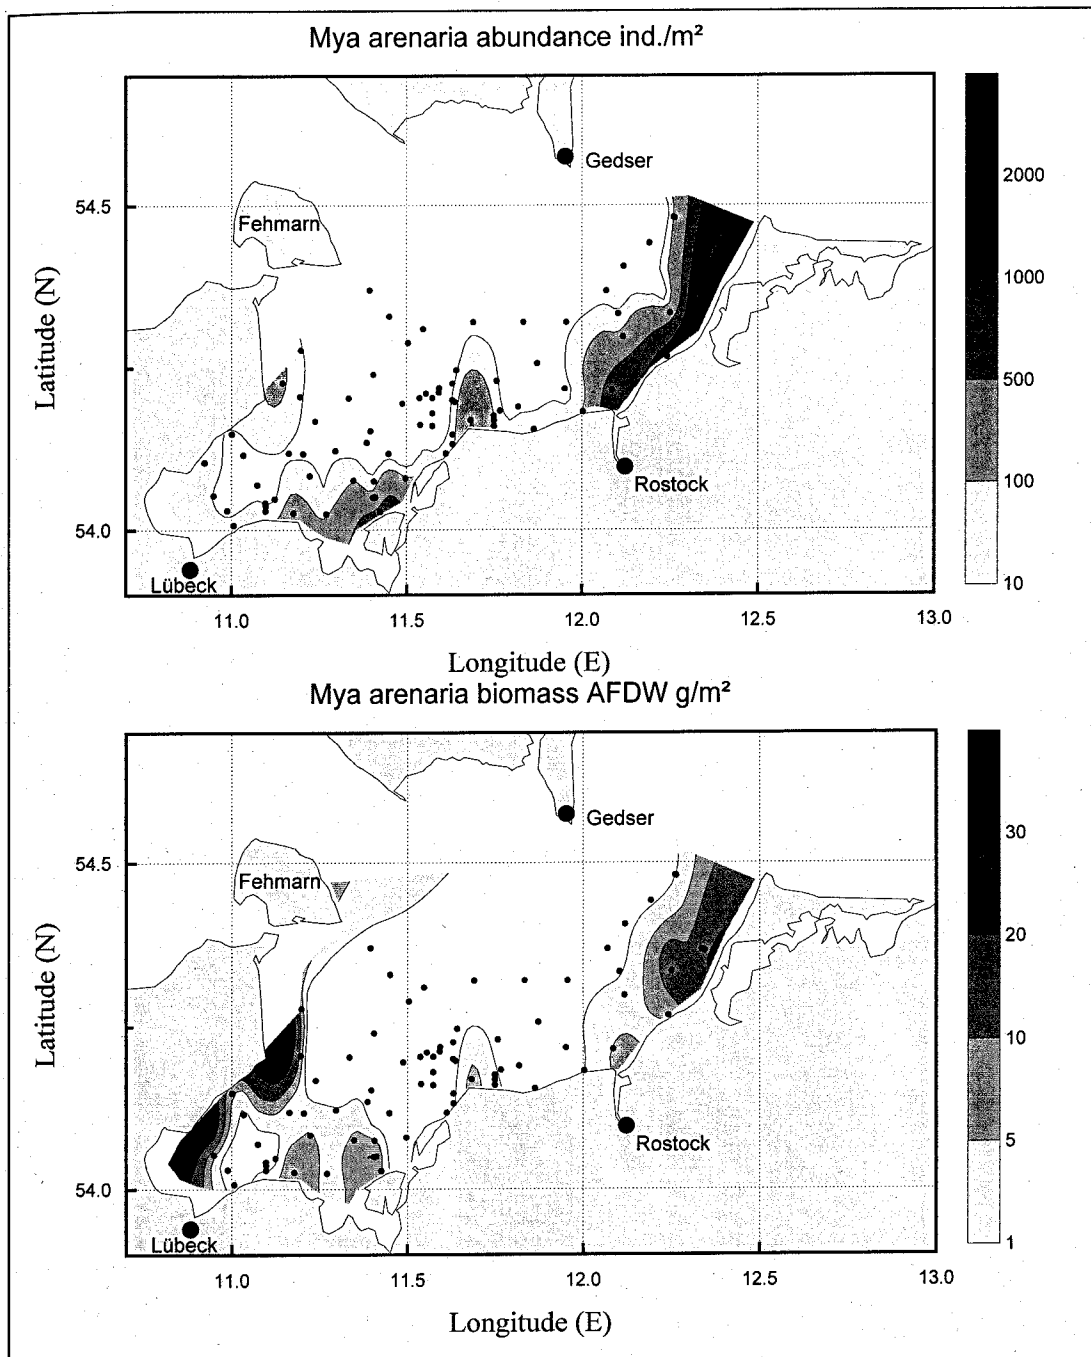 Mya arenaria abundance ind./m²
Gedser
2000
54.5
Fehmarn
1000
Latitude (N)
500
100
Rostock
54.0
Lübeck
10
11.0 11.5 12.0 12.5 13.0
Longitude (E)
Mya arenaria biomass AFDW g/m²
Gedser
30
54.5
Fehmarn
20
Latitude (N)
10
5
Rostock
54.0
Lübeck
1
11.0 11.5 12.0 12.5 13.0
Longitude (E)